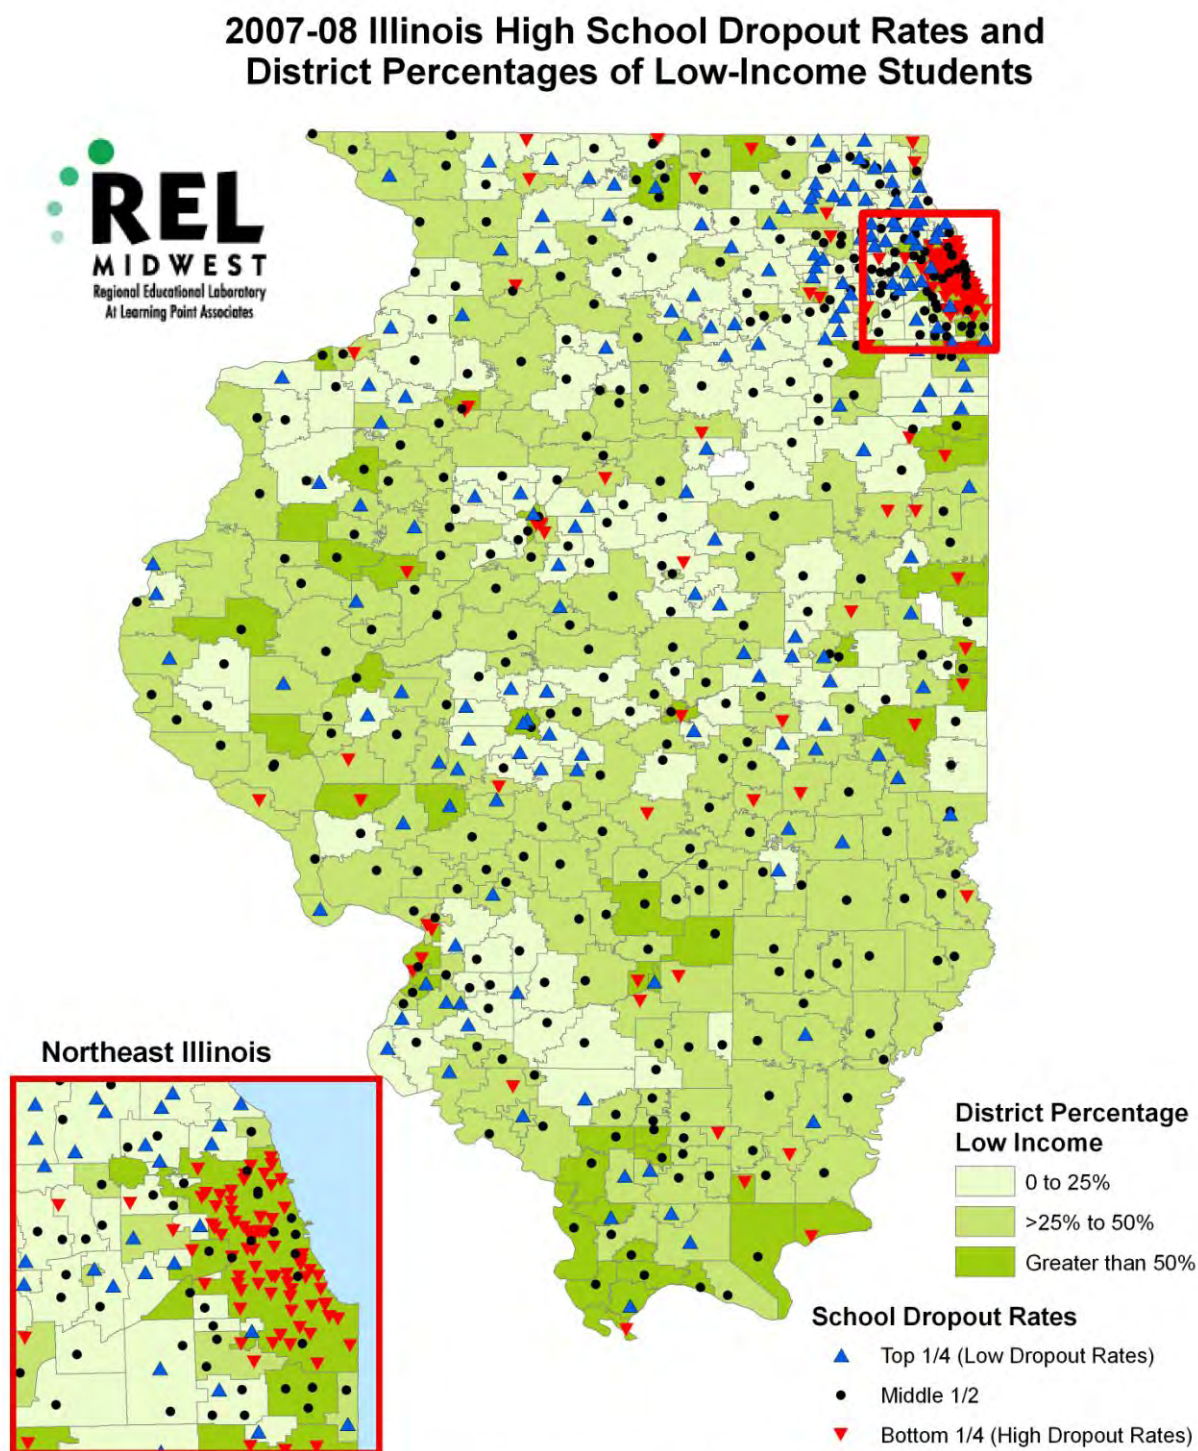 2007-08 Illinois High School Dropout Rates and
District Percentages of Low-Income Students
REL
MIDWEST
Regional Educational Laboratory
At Learning Point Associates
Northeast Illinois
District Percentage
Low Income
0 to 25%
>25% to 50%
Greater than 50%
School Dropout Rates
Top 1/4 (Low Dropout Rates)
Middle 1/2
Bottom 1/4 (High Dropout Rates)